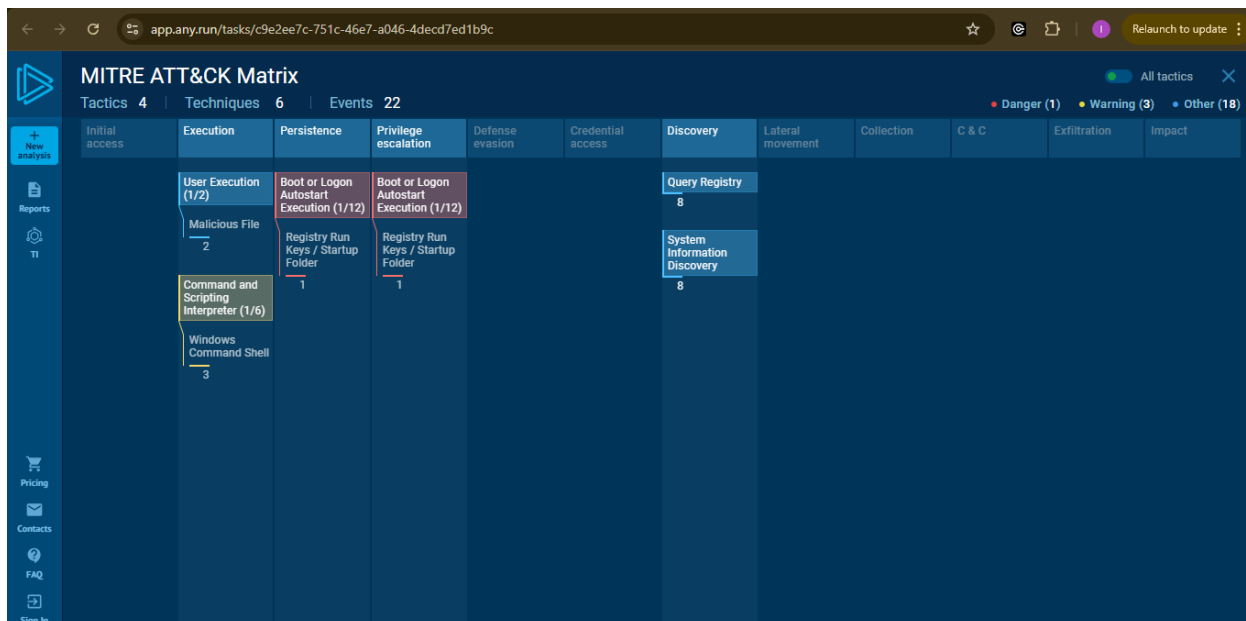 app.any.run/tasks/c9e2ee7c-751c-46e7-a046-4decd7ed1b9c
I
Relaunch to update
MITRE ATT&CK Matrix
All tactics
Tactics 4 | Techniques 6 | Events 22
Danger (1) Warning (3) Other (18)
+
New
analysis
Reports
TI
Pricing
Contacts
FAQ
Sign In
Initial
access
Execution
Persistence
Privilege
escalation
Defense
evasion
Credential
access
Discovery
Lateral
movement
Collection
C & C
Exfiltration
Impact
User Execution
(1/2)
Malicious File
2
Command and
Scripting
Interpreter (1/6)
Windows
Command Shell
3
Boot or Logon
Autostart
Execution (1/12)
Registry Run
Keys / Startup
Folder
1
Boot or Logon
Autostart
Execution (1/12)
Registry Run
Keys / Startup
Folder
1
Query Registry
8
System
Information
Discovery
8